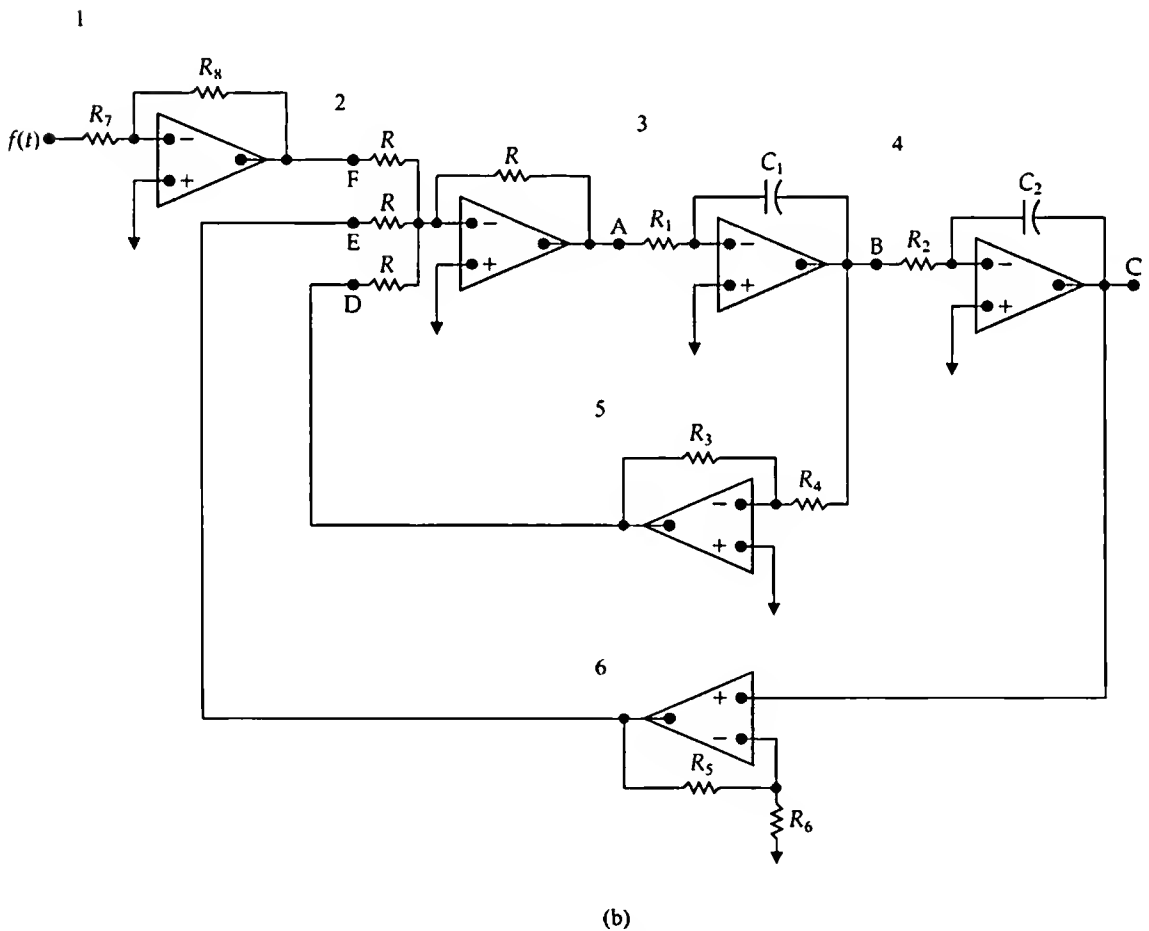 1
R₈
R₇
f(t)
−
+
2
R
F
R
E
R
D
R
−
+
A
3
R₁
C₁
−
+
4
B
R₂
C₂
−
+
C
5
R₃
R₄
−
+
6
+
−
R₅
R₆
(b)